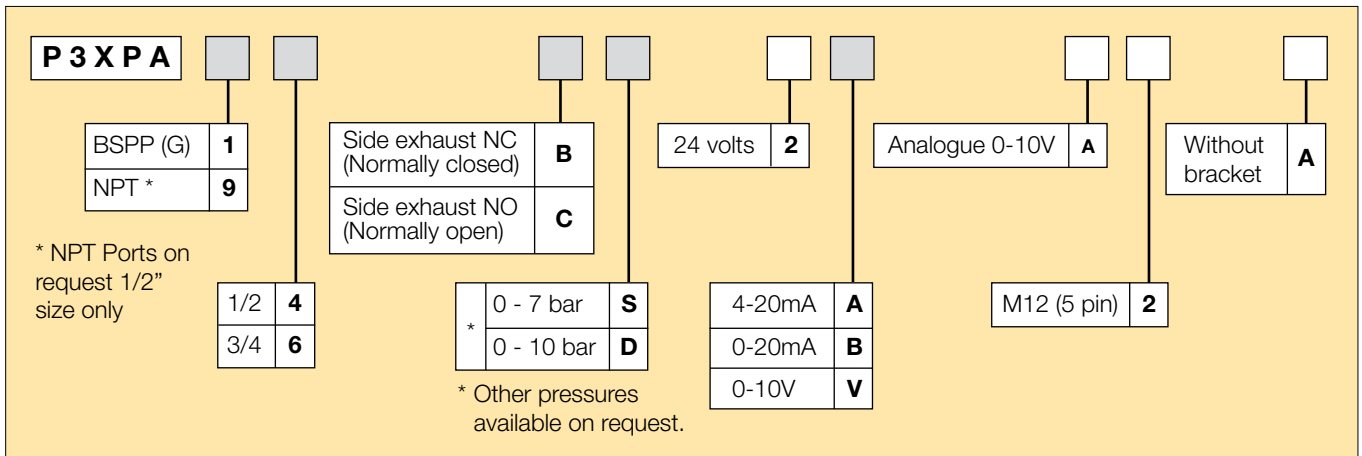 P3XPA
BSPP (G) 1
NPT * 9
* NPT Ports on
request 1/2”
size only
1/2 4
3/4 6
Side exhaust NC
(Normally closed) B
Side exhaust NO
(Normally open) C
* 0 - 7 bar S
0 - 10 bar D
* Other pressures
available on request.
24 volts 2
4-20mA A
0-20mA B
0-10V V
Analogue 0-10V A
M12 (5 pin) 2
Without
bracket A